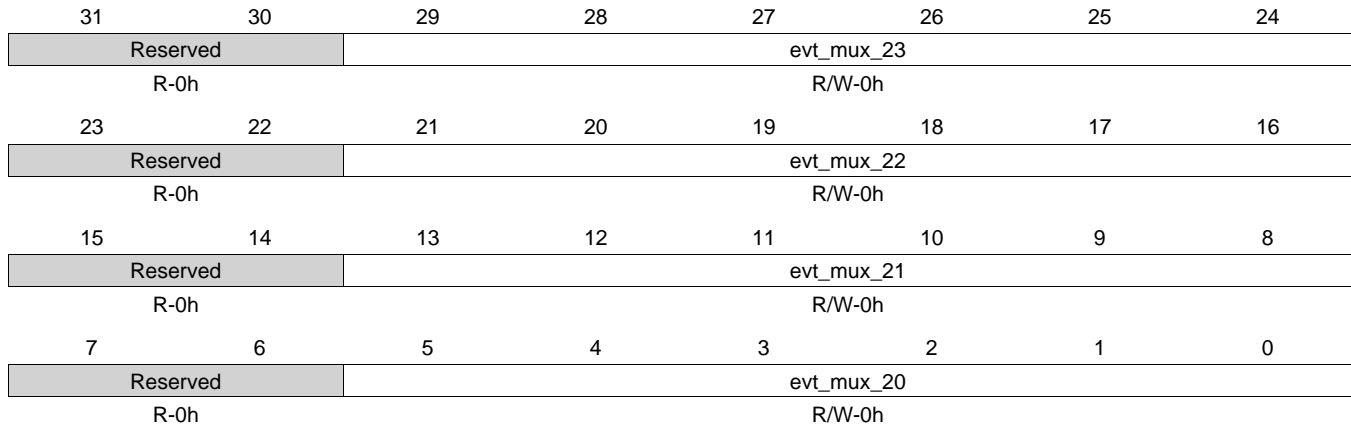 31 30 29 28 27 26 25 24
Reserved evt_mux_23
R-0h R/W-0h
23 22 21 20 19 18 17 16
Reserved evt_mux_22
R-0h R/W-0h
15 14 13 12 11 10 9 8
Reserved evt_mux_21
R-0h R/W-0h
7 6 5 4 3 2 1 0
Reserved evt_mux_20
R-0h R/W-0h